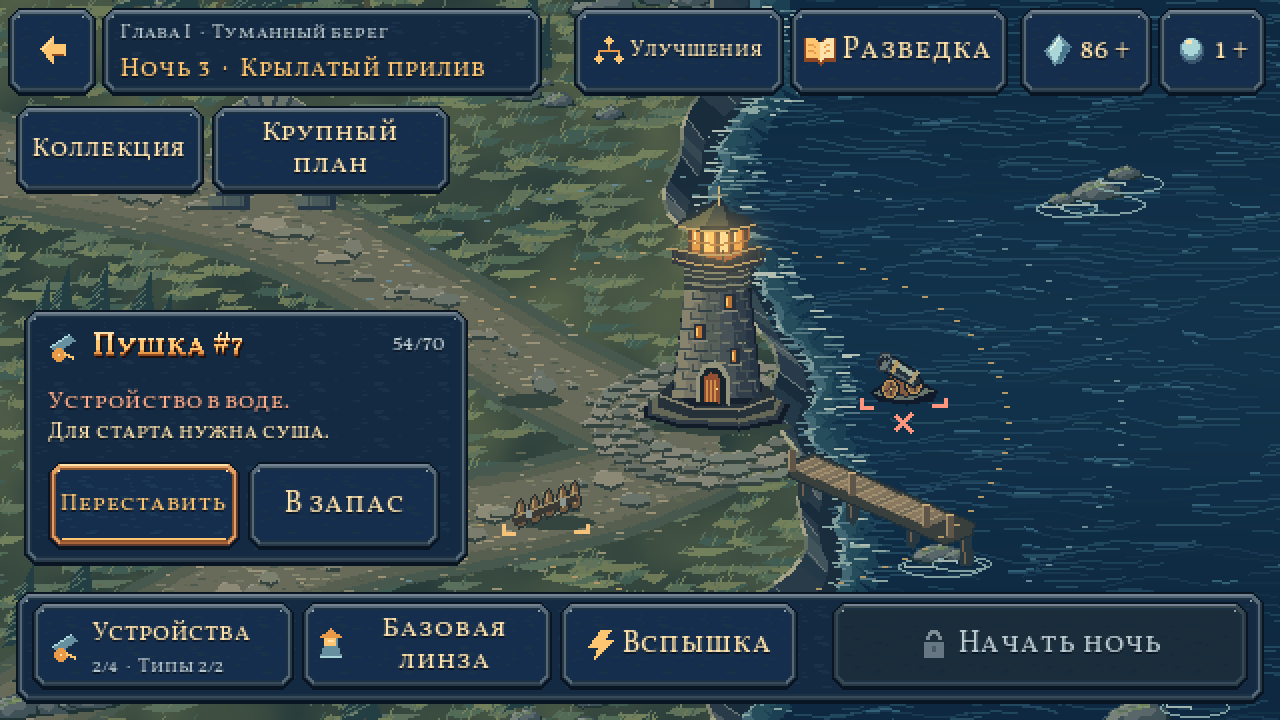 Глава I · Туманный берег
Ночь 3 · Крылатый прилив
Улучшения
Разведка
86 +
1 +
Коллекция
Крупный
план
Пушка #7
54/70
Устройство в воде.
Для старта нужна суша.
Переставить
В запас
Устройства
2/4 · Типы 2/2
Базовая
линза
Вспышка
Начать ночь